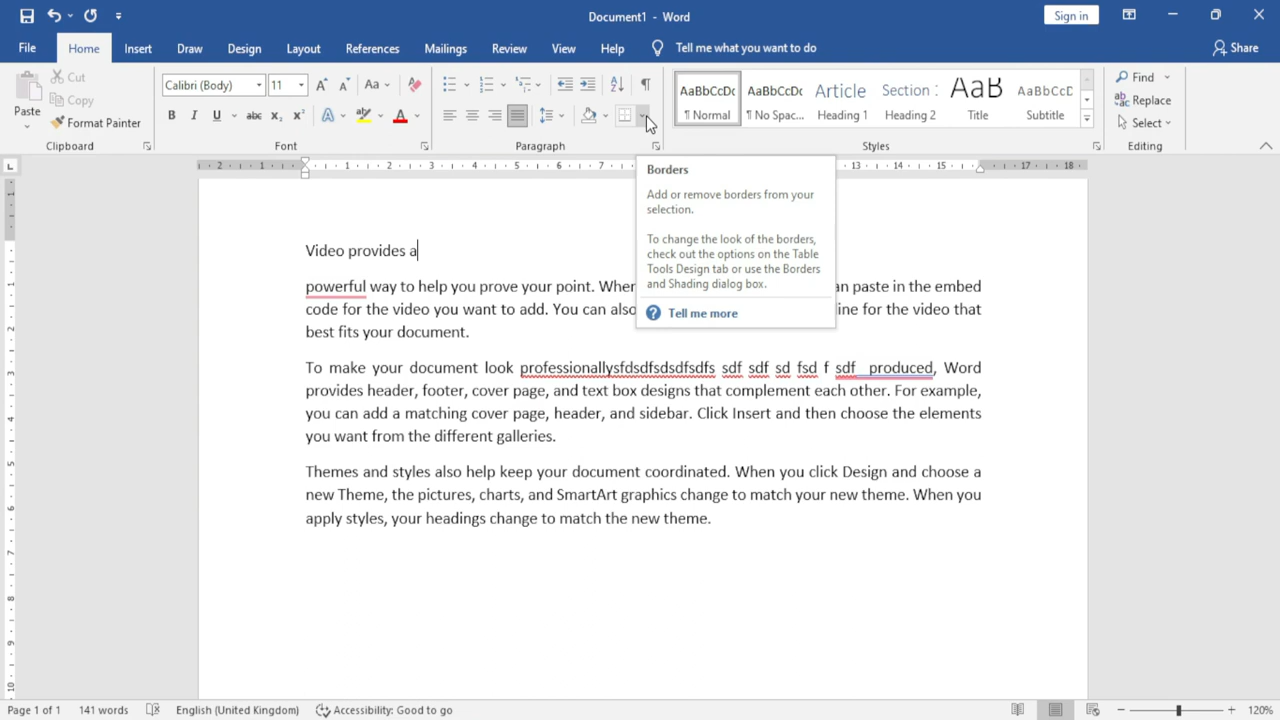 Document1 - Word
Sign in
File Home Insert Draw Design Layout References Mailings Review View Help Tell me what you want to do Share
Paste
Cut
Copy
Format Painter
Clipboard
Calibri (Body) 11
Font
Paragraph
AaBbCcDc AaBbCcDc Article Section 1 AaB AaBbCcD
¶ Normal ¶ No Spac... Heading 1 Heading 2 Title Subtitle
Styles
Find
Replace
Select
Editing
Borders
Add or remove borders from your
selection.
To change the look of the borders,
check out the options on the Table
Tools Design tab or use the Borders
and Shading dialog box.
Tell me more
Video provides a
powerful way to help you prove your point. When an paste in the embed
code for the video you want to add. You can also ine for the video that
best fits your document.
To make your document look professionallysfdsdfsdsdfsdfs sdf sdf sd fsd f sdf produced, Word
provides header, footer, cover page, and text box designs that complement each other. For example,
you can add a matching cover page, header, and sidebar. Click Insert and then choose the elements
you want from the different galleries.
Themes and styles also help keep your document coordinated. When you click Design and choose a
new Theme, the pictures, charts, and SmartArt graphics change to match your new theme. When you
apply styles, your headings change to match the new theme.
Page 1 of 1 141 words English (United Kingdom) Accessibility: Good to go 120%